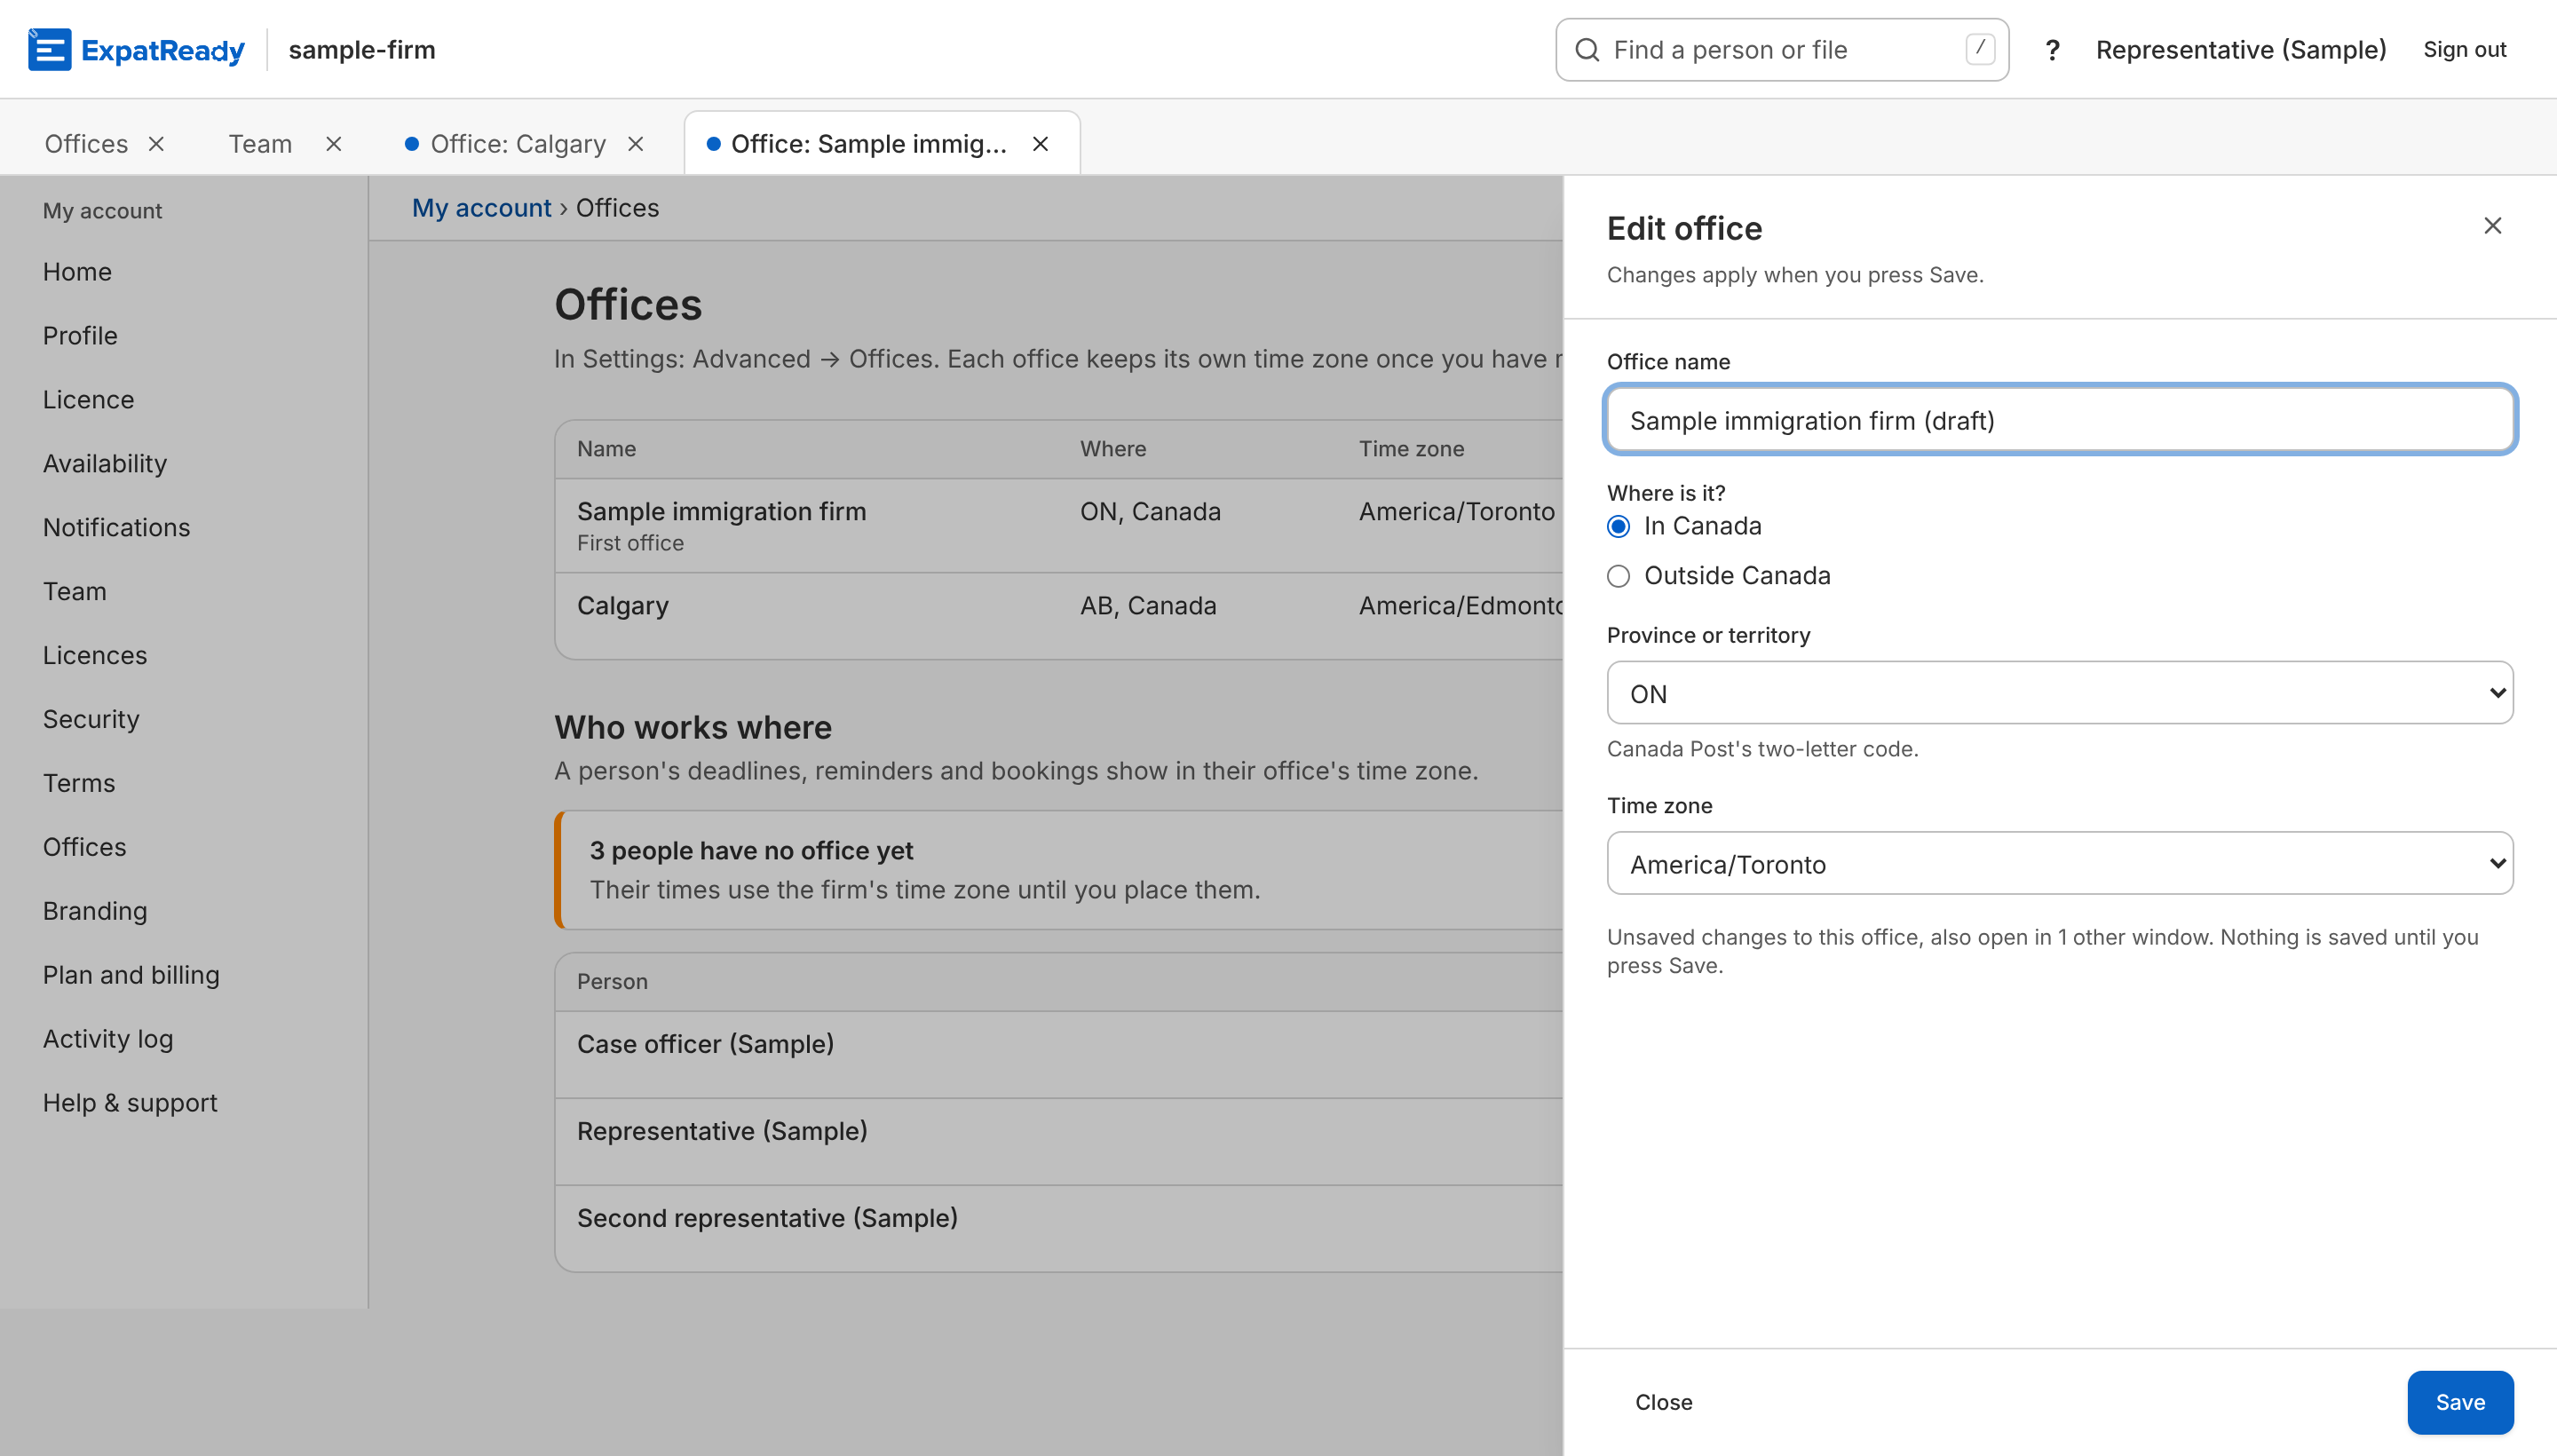 ExpatReady
sample-firm
Find a person or file
/
?
Representative (Sample)
Sign out
Offices
Team
Office: Calgary
Office: Sample immig...
My account
Home
Profile
Licence
Availability
Notifications
Team
Licences
Security
Terms
Offices
Branding
Plan and billing
Activity log
Help & support
My account › Offices
Offices
In Settings: Advanced → Offices. Each office keeps its own time zone once you have
Name Where Time zone
Sample immigration firm ON, Canada America/Toronto
First office
Calgary AB, Canada America/Edmonto
Who works where
A person's deadlines, reminders and bookings show in their office's time zone.
3 people have no office yet
Their times use the firm's time zone until you place them.
Person
Case officer (Sample)
Representative (Sample)
Second representative (Sample)
Edit office
Changes apply when you press Save.
Office name
Sample immigration firm (draft)
Where is it?
In Canada
Outside Canada
Province or territory
ON
Canada Post's two-letter code.
Time zone
America/Toronto
Unsaved changes to this office, also open in 1 other window. Nothing is saved until you
press Save.
Close
Save